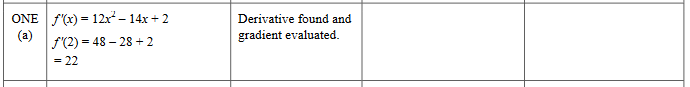 ONE
(a)
f'(x) = 12x² – 14x + 2
f'(2) = 48 – 28 + 2
= 22
Derivative found and
gradient evaluated.